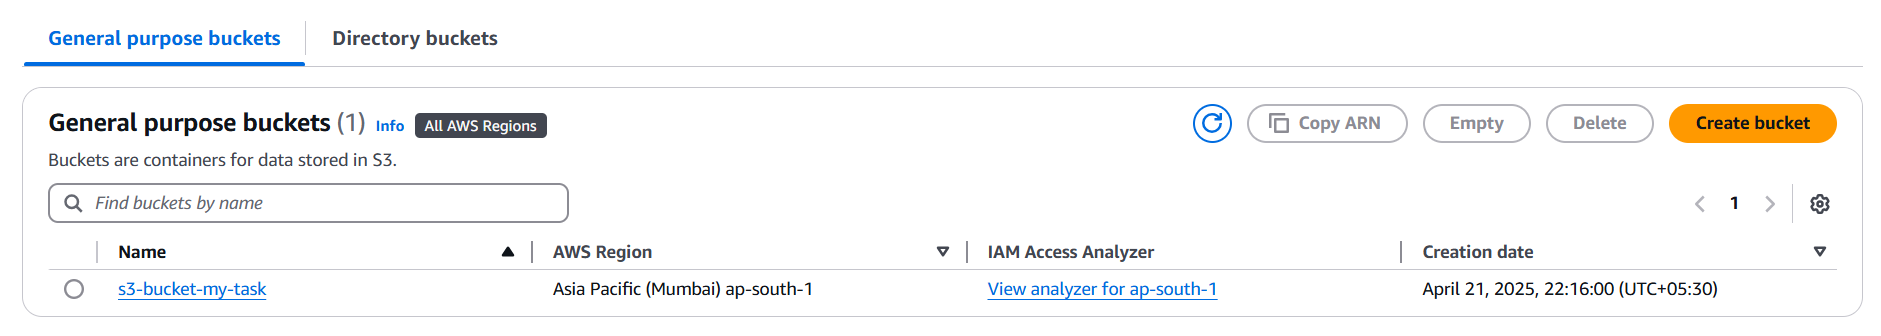 General purpose buckets Directory buckets
General purpose buckets (1) Info All AWS Regions Copy ARN Empty Delete Create bucket
Buckets are containers for data stored in S3.
Find buckets by name 1
Name AWS Region IAM Access Analyzer Creation date
s3-bucket-my-task Asia Pacific (Mumbai) ap-south-1 View analyzer for ap-south-1 April 21, 2025, 22:16:00 (UTC+05:30)